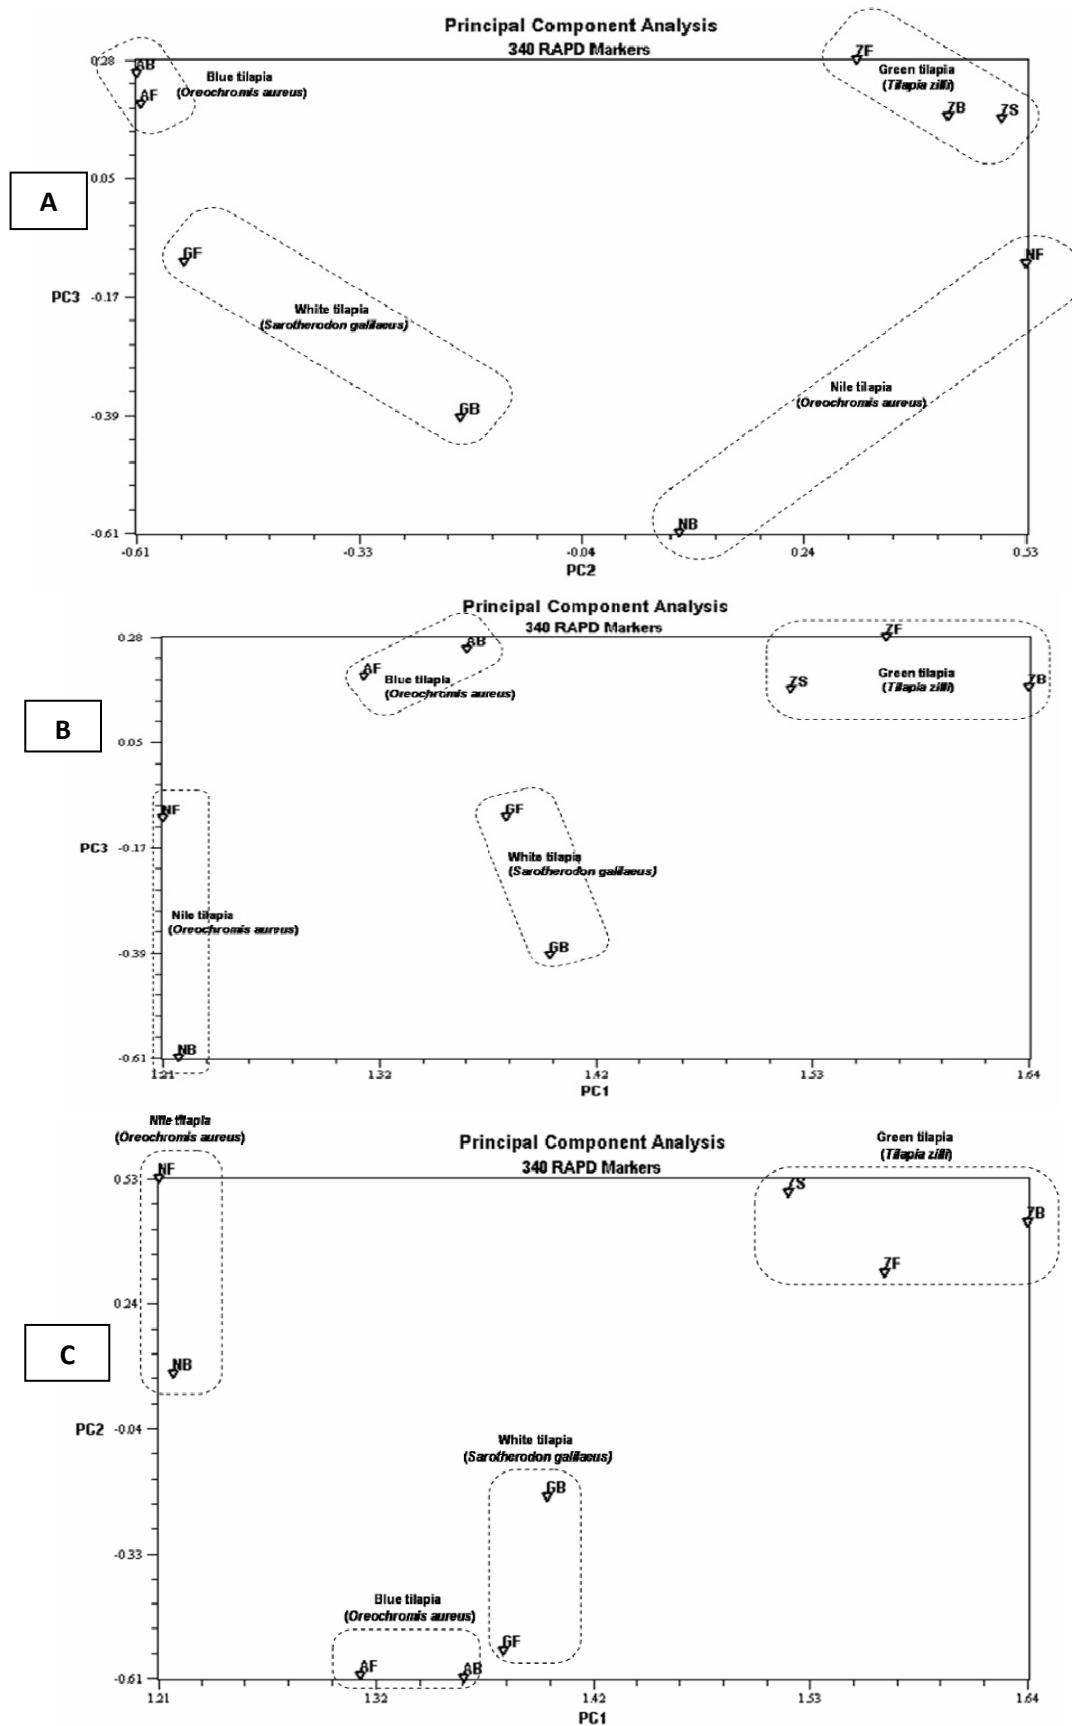 Principal Component Analysis
340 RAPD Markers
A
0.28
0.05
PC3
-0.17
-0.39
-0.61
AB
AF
Blue tilapia
(Oreochromis aureus)
ZF
Green tilapia
(Tilapia zilli)
ZB
ZS
GF
White tilapia
(Sarotherodon galilaeus)
GB
NF
Nile tilapia
(Oreochromis aureus)
NB
-0.61
-0.33
-0.04
0.24
0.53
PC2
Principal Component Analysis
340 RAPD Markers
B
0.28
0.05
PC3
-0.17
-0.39
-0.61
AB
AF
Blue tilapia
(Oreochromis aureus)
ZF
Green tilapia
(Tilapia zilli)
ZS
ZB
NF
GF
White tilapia
(Sarotherodon galilaeus)
Nile tilapia
(Oreochromis aureus)
GB
NB
1.21
1.32
1.42
1.53
1.64
PC1
Nile tilapia
(Oreochromis aureus)
Principal Component Analysis
340 RAPD Markers
Green tilapia
(Tilapia zilli)
C
0.53
0.24
PC2
-0.04
-0.33
-0.61
NF
ZS
ZB
ZF
NB
White tilapia
(Sarotherodon galilaeus)
GB
Blue tilapia
(Oreochromis aureus)
GF
AF
AB
1.21
1.32
1.42
1.53
1.64
PC1